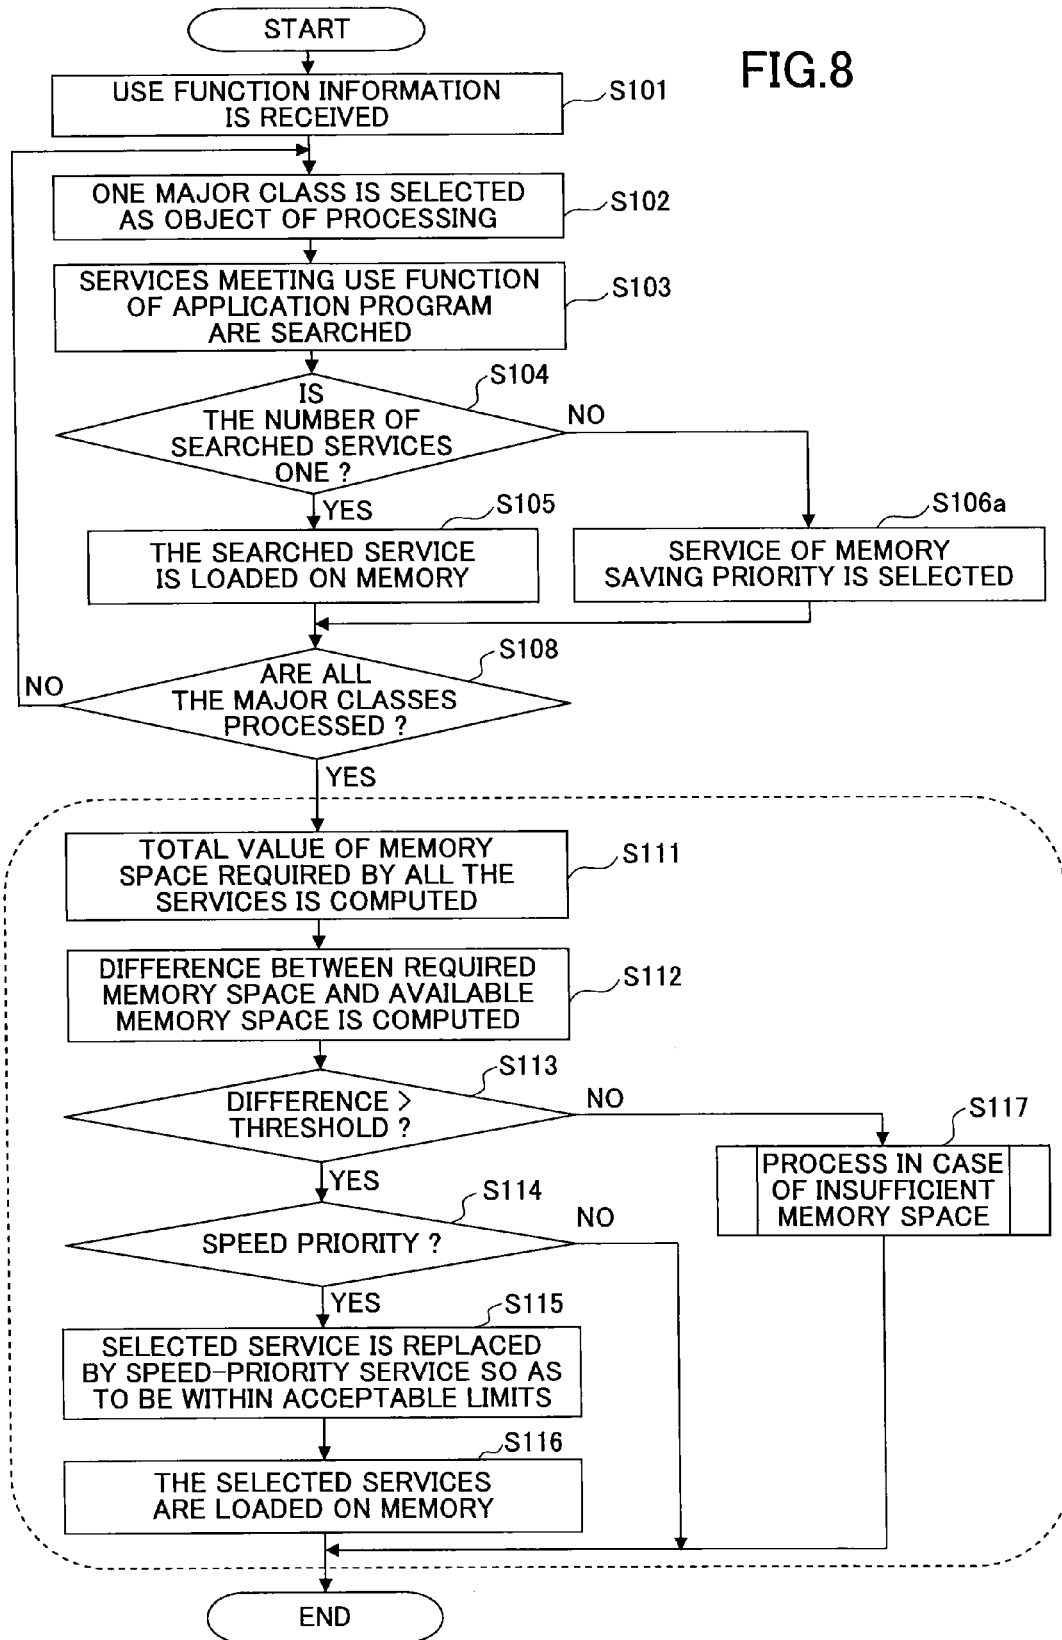 START
FIG.8
USE FUNCTION INFORMATION
IS RECEIVED
S101
ONE MAJOR CLASS IS SELECTED
AS OBJECT OF PROCESSING
S102
SERVICES MEETING USE FUNCTION
OF APPLICATION PROGRAM
ARE SEARCHED
S103
S104
IS
THE NUMBER OF
SEARCHED SERVICES
ONE ?
NO
YES
S105
THE SEARCHED SERVICE
IS LOADED ON MEMORY
S106a
SERVICE OF MEMORY
SAVING PRIORITY IS SELECTED
S108
ARE ALL
THE MAJOR CLASSES
PROCESSED ?
NO
YES
TOTAL VALUE OF MEMORY
SPACE REQUIRED BY ALL THE
SERVICES IS COMPUTED
S111
DIFFERENCE BETWEEN REQUIRED
MEMORY SPACE AND AVAILABLE
MEMORY SPACE IS COMPUTED
S112
S113
DIFFERENCE >
THRESHOLD ?
NO
YES
S117
PROCESS IN CASE
OF INSUFFICIENT
MEMORY SPACE
S114
SPEED PRIORITY ?
NO
YES
S115
SELECTED SERVICE IS REPLACED
BY SPEED-PRIORITY SERVICE SO AS
TO BE WITHIN ACCEPTABLE LIMITS
S116
THE SELECTED SERVICES
ARE LOADED ON MEMORY
END